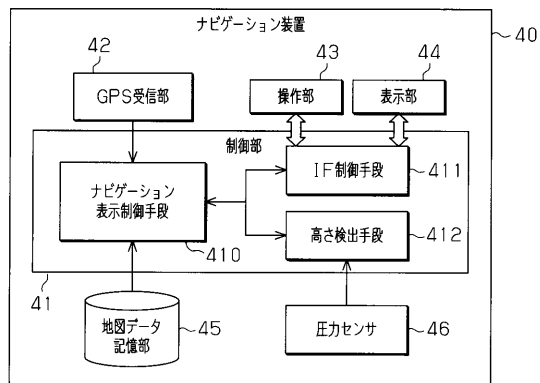 ナビゲーション装置
40
42
43
44
GPS受信部
操作部
表示部
制御部
ナビゲーション
表示制御手段
IF制御手段
411
410
高さ検出手段
412
41
地図データ
記憶部
45
圧力センサ
46